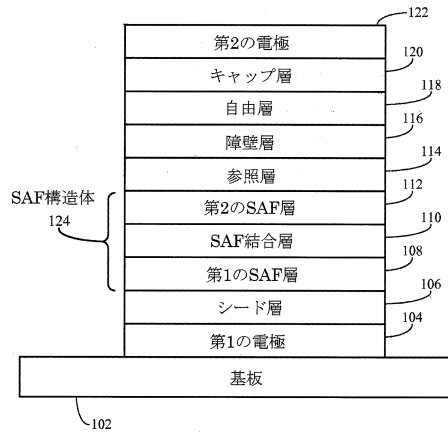 122
第2の電極
120
キャップ層
118
自由層
116
障壁層
114
参照層
112
SAF構造体
124
第2のSAF層
110
SAF結合層
108
第1のSAF層
106
シード層
104
第1の電極
基板
102